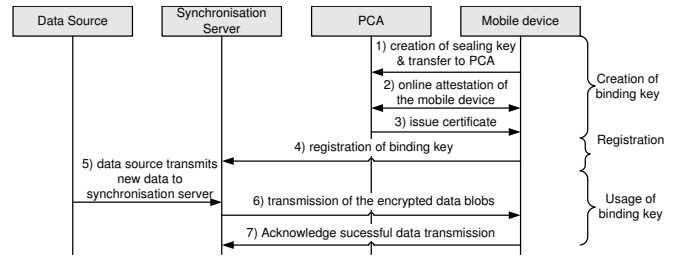 Data Source
Synchronisation
Server
PCA
Mobile device
1) creation of sealing key
& transfer to PCA
2) online attestation of
the mobile device
3) issue certificate
Creation of
binding key
4) registration of binding key
Registration
5) data source transmits
new data to
synchronisation server
6) transmission of the encrypted data blobs
7) Acknowledge sucessful data transmission
Usage of
binding key